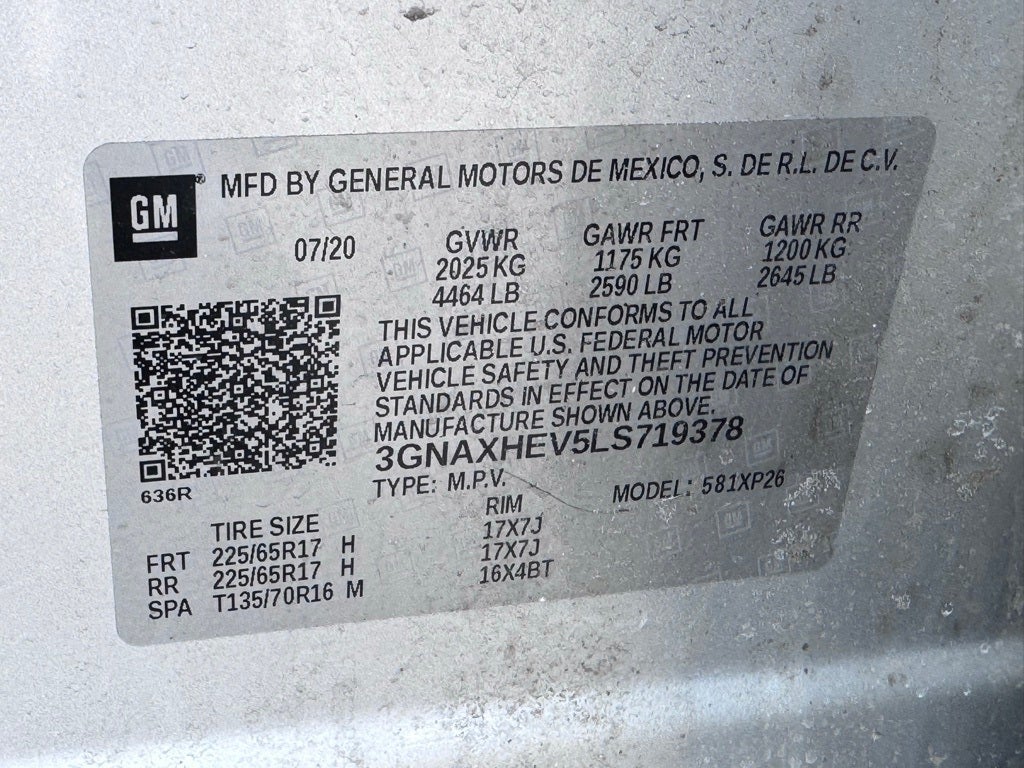 GM
MFD BY GENERAL MOTORS DE MEXICO, S. DE R.L. DE C.V.
07/20 GVWR GAWR FRT GAWR RR
2025 KG 1175 KG 1200 KG
4464 LB 2590 LB 2645 LB
THIS VEHICLE CONFORMS TO ALL
APPLICABLE U.S. FEDERAL MOTOR
VEHICLE SAFETY AND THEFT PREVENTION
STANDARDS IN EFFECT ON THE DATE OF
MANUFACTURE SHOWN ABOVE.
3GNAXHEV5LS719378
TYPE: M.P.V. MODEL: 581XP26
636R
TIRE SIZE RIM
FRT 225/65R17 H 17X7J
RR 225/65R17 H 17X7J
SPA T135/70R16 M 16X4BT